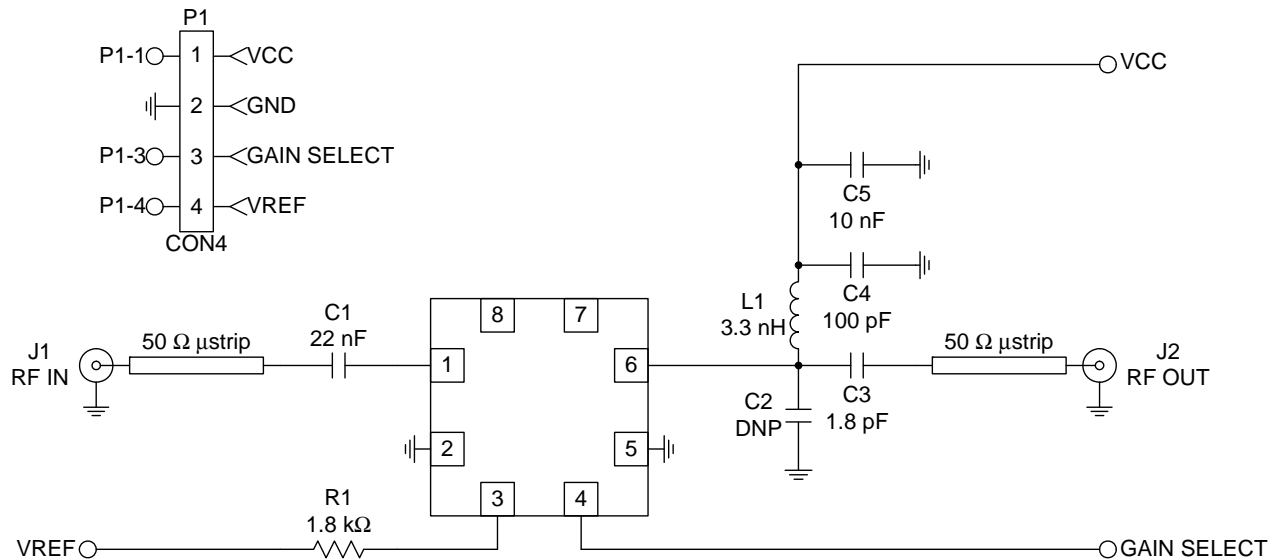 P1
P1-1 1 VCC
2 GND
P1-3 3 GAIN SELECT
P1-4 4 VREF
CON4
VCC
C5
10 nF
L1
3.3 nH
C4
100 pF
J1
RF IN
50 Ω µstrip
C1
22 nF
8
7
1
6
2
5
3
4
C2
DNP
C3
1.8 pF
50 Ω µstrip
J2
RF OUT
R1
1.8 kΩ
VREF
GAIN SELECT